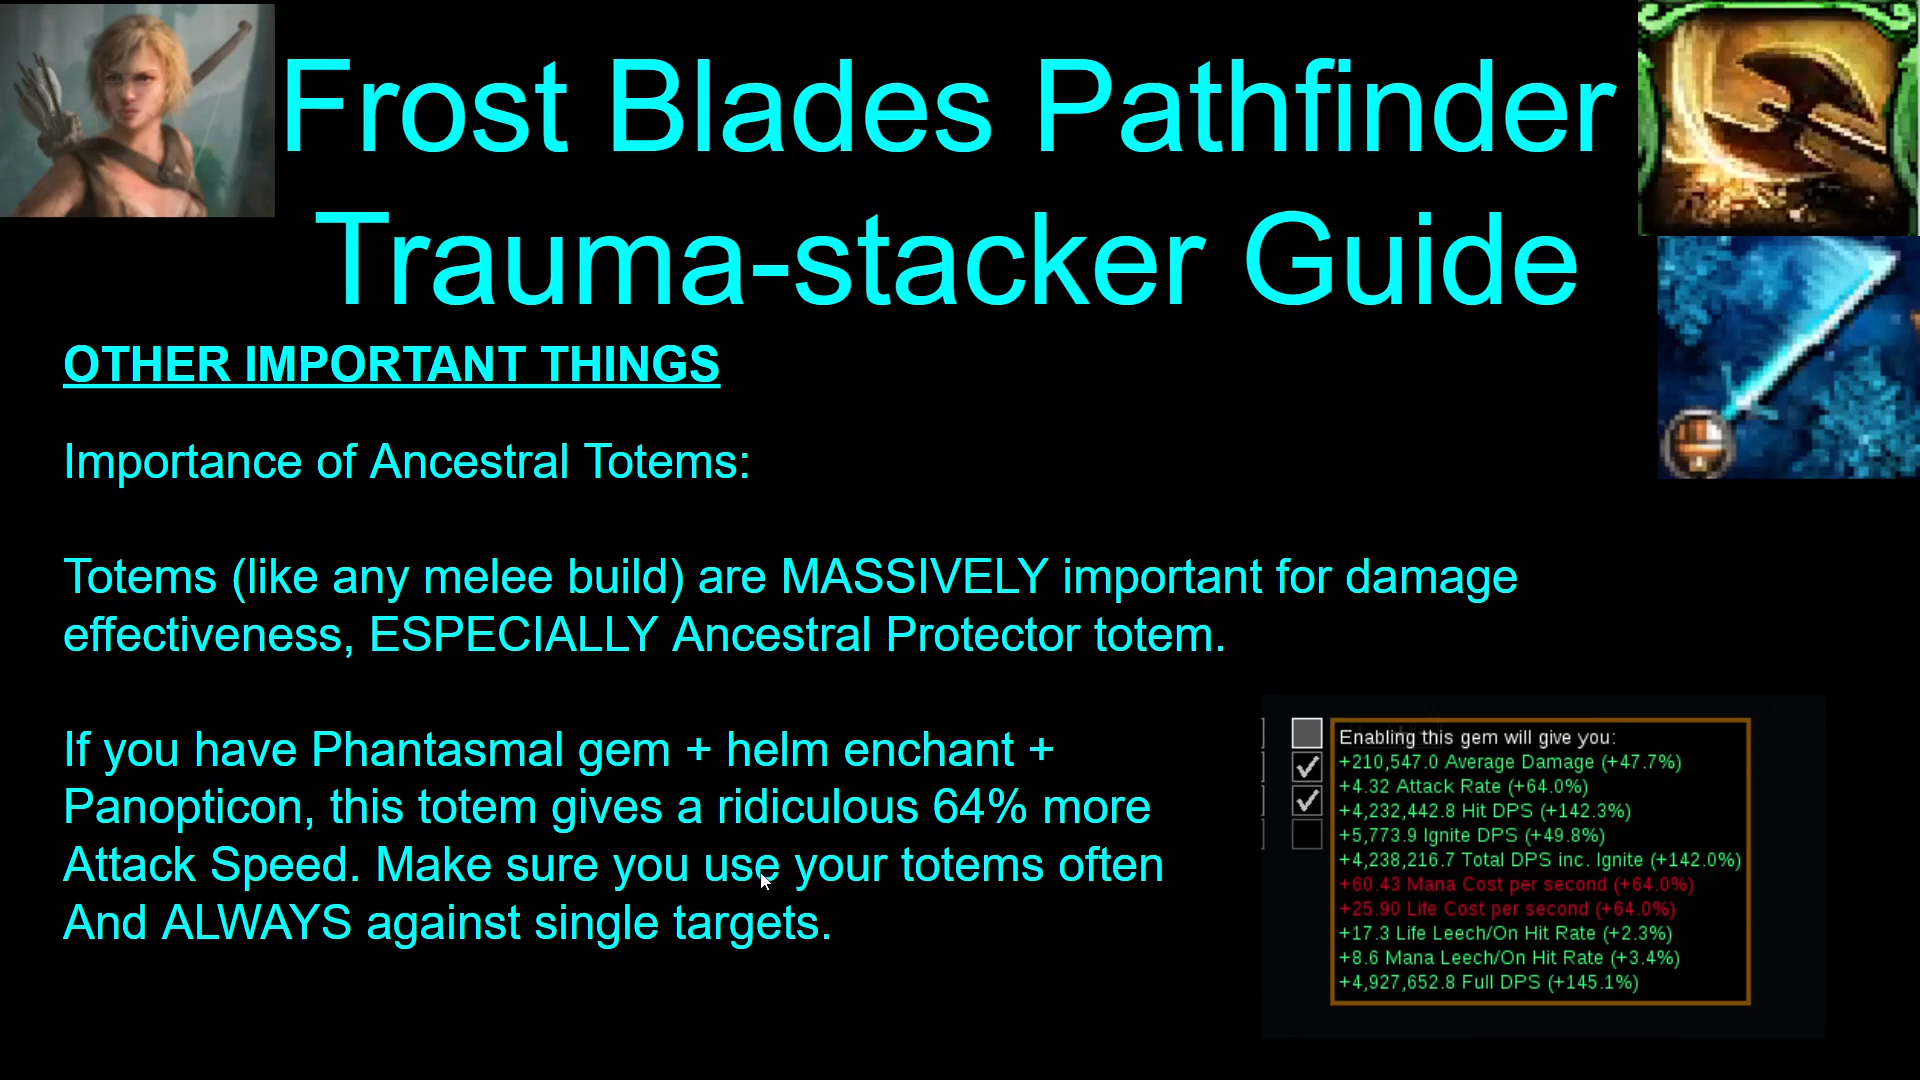 Frost Blades Pathfinder
Trauma-stacker Guide
OTHER IMPORTANT THINGS
Importance of Ancestral Totems:
Totems (like any melee build) are MASSIVELY important for damage
effectiveness, ESPECIALLY Ancestral Protector totem.
If you have Phantasmal gem + helm enchant +
Panopticon, this totem gives a ridiculous 64% more
Attack Speed. Make sure you use your totems often
And ALWAYS against single targets.
Enabling this gem will give you:
+210,547.0 Average Damage (+47.7%)
+4.32 Attack Rate (+64.0%)
+4,232,442.8 Hit DPS (+142.3%)
+5,773.9 Ignite DPS (+49.8%)
+4,238,216.7 Total DPS inc. Ignite (+142.0%)
+60.43 Mana Cost per second (+64.0%)
+25.90 Life Cost per second (+64.0%)
+17.3 Life Leech/On Hit Rate (+2.3%)
+8.6 Mana Leech/On Hit Rate (+3.4%)
+4,927,652.8 Full DPS (+145.1%)